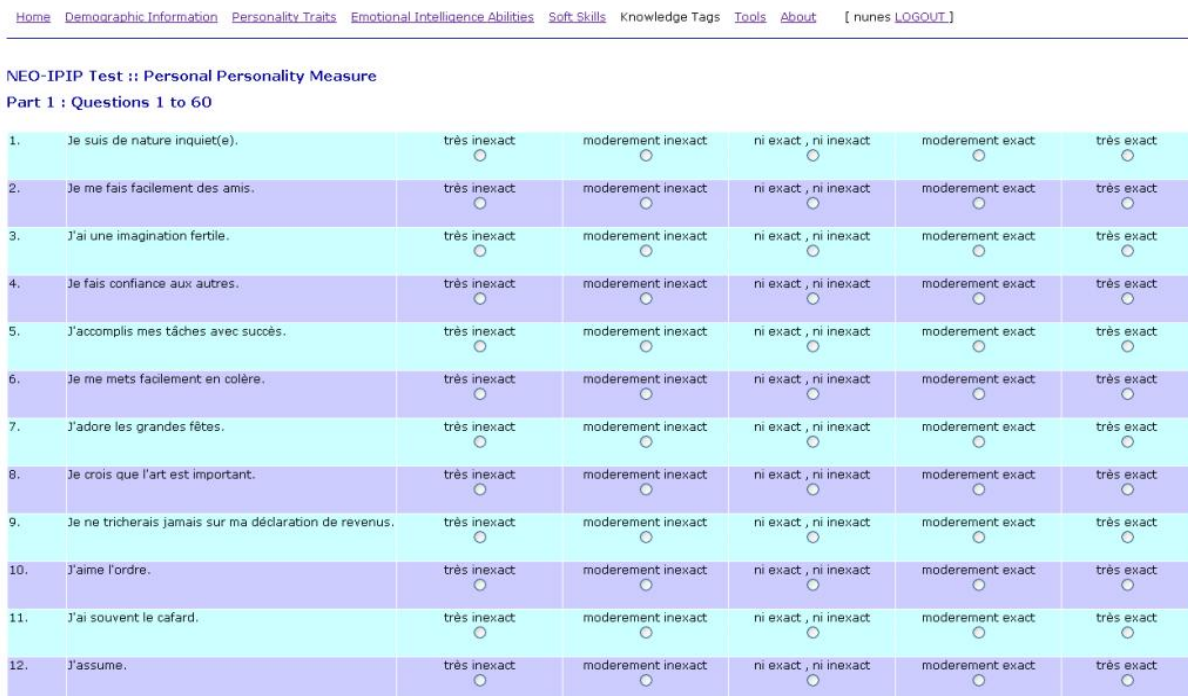 Home Demographic Information Personality Traits Emotional Intelligence Abilities Soft Skills Knowledge Tags Tools About [ nunes LOGOUT ]
NEO-IPIP Test :: Personal Personality Measure
Part 1 : Questions 1 to 60
1. Je suis de nature inquiet(e). très inexact moderement inexact ni exact , ni inexact moderement exact très exact
2. Je me fais facilement des amis. très inexact moderement inexact ni exact , ni inexact moderement exact très exact
3. J'ai une imagination fertile. très inexact moderement inexact ni exact , ni inexact moderement exact très exact
4. Je fais confiance aux autres. très inexact moderement inexact ni exact , ni inexact moderement exact très exact
5. J'accomplis mes tâches avec succès. très inexact moderement inexact ni exact , ni inexact moderement exact très exact
6. Je me mets facilement en colère. très inexact moderement inexact ni exact , ni inexact moderement exact très exact
7. J'adore les grandes fêtes. très inexact moderement inexact ni exact , ni inexact moderement exact très exact
8. Je crois que l'art est important. très inexact moderement inexact ni exact , ni inexact moderement exact très exact
9. Je ne tricherais jamais sur ma déclaration de revenus. très inexact moderement inexact ni exact , ni inexact moderement exact très exact
10. J'aime l'ordre. très inexact moderement inexact ni exact , ni inexact moderement exact très exact
11. J'ai souvent le cafard. très inexact moderement inexact ni exact , ni inexact moderement exact très exact
12. J'assume. très inexact moderement inexact ni exact , ni inexact moderement exact très exact